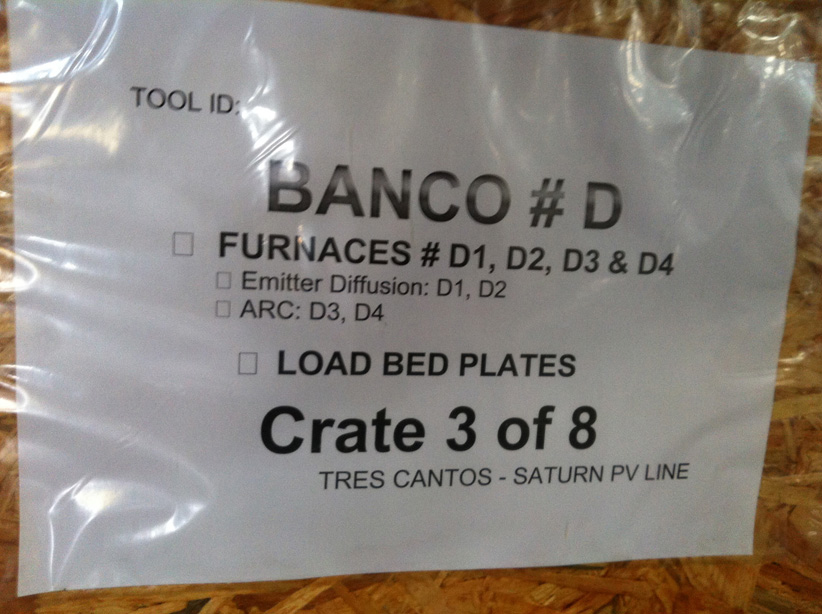 TOOL ID:
BANCO # D
□ FURNACES # D1, D2, D3 & D4
□ Emitter Diffusion: D1, D2
□ ARC: D3, D4
□ LOAD BED PLATES
Crate 3 of 8
TRES CANTOS - SATURN PV LINE